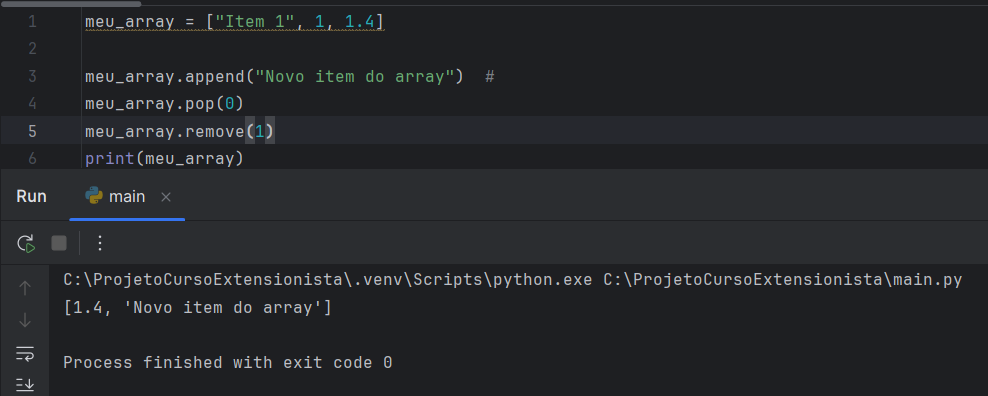 1 meu_array = ["Item 1", 1, 1.4]
2
3 meu_array.append("Novo item do array")  #
4 meu_array.pop(0)
5 meu_array.remove(1)
6 print(meu_array)
Run main
C:\ProjetoCursoExtensionista\.venv\Scripts\python.exe C:\ProjetoCursoExtensionista\main.py
[1.4, 'Novo item do array']
Process finished with exit code 0